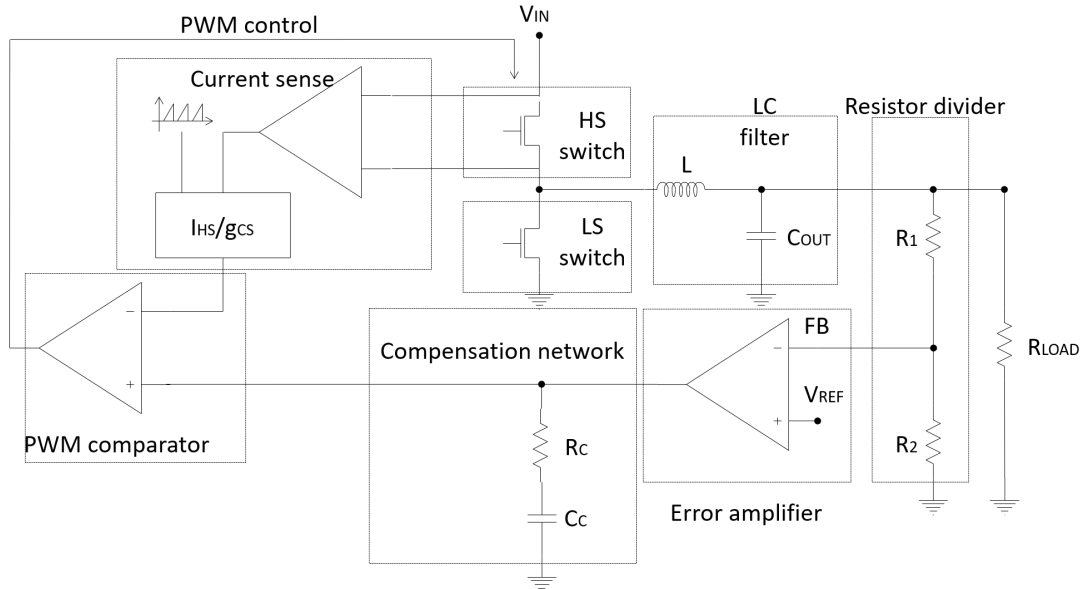 VIN
PWM control
Current sense
HS
switch
LC
filter
Resistor divider
L
IHS/gCS
LS
switch
COUT
R1
−
+
PWM comparator
Compensation network
FB
−
VREF
+
RLOAD
RC
R2
CC
Error amplifier